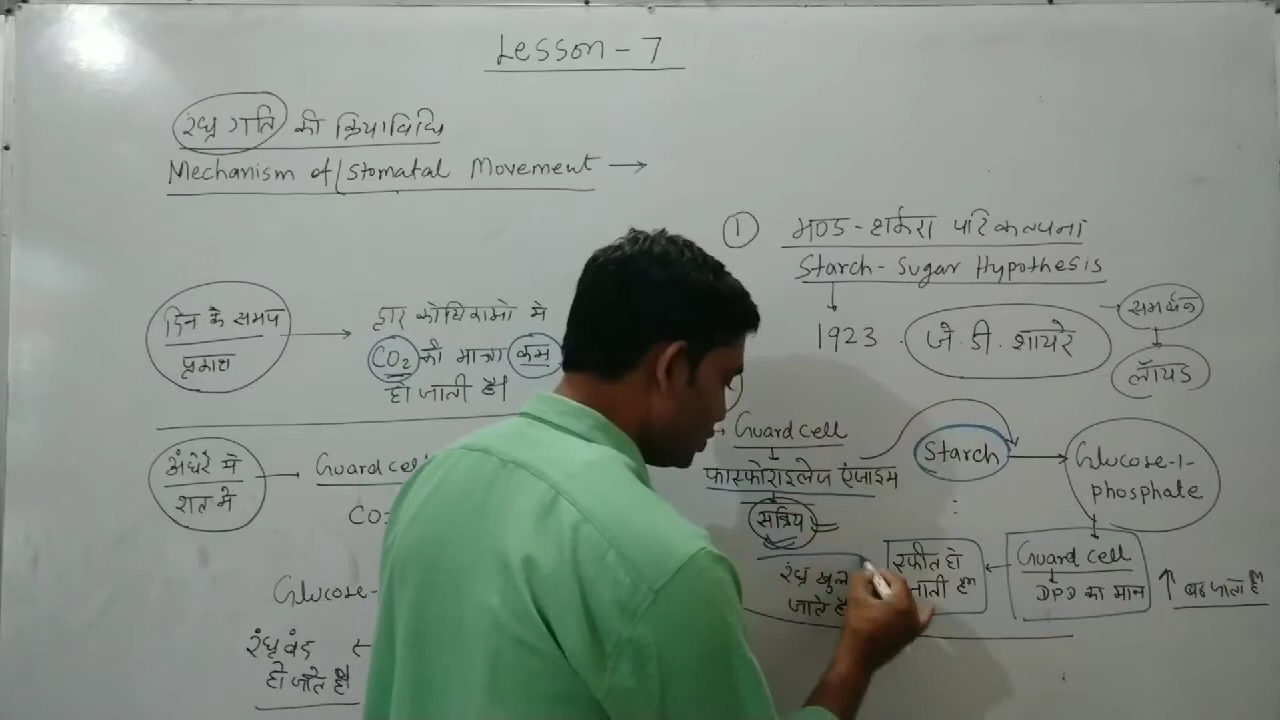 Lesson - 7
रंध्र गति की क्रियाविधि
Mechanism of Stomatal Movement →
① मण्ड - शर्करा परिकल्पना
Starch - Sugar Hypothesis
1923 . जे. डी. शायरे
समर्थक
लॉयड
दिन के समय
प्रकाश
द्वार कोशिकाओं मे
CO2 की मात्रा कम
हो जाती है।
अंधेरे मे
रात मे
Guard cell
CO2
Glucose-
रंध्र बंद
हो जाते है
Guard cell
फास्फोराइलेज एंजाइम
सक्रिय
Starch → Glucose-1-
phosphate
Guard cell
DPD का मान ↑ बढ जाता है
स्फीत हो
जाती है
रंध्र खुल
जाते है